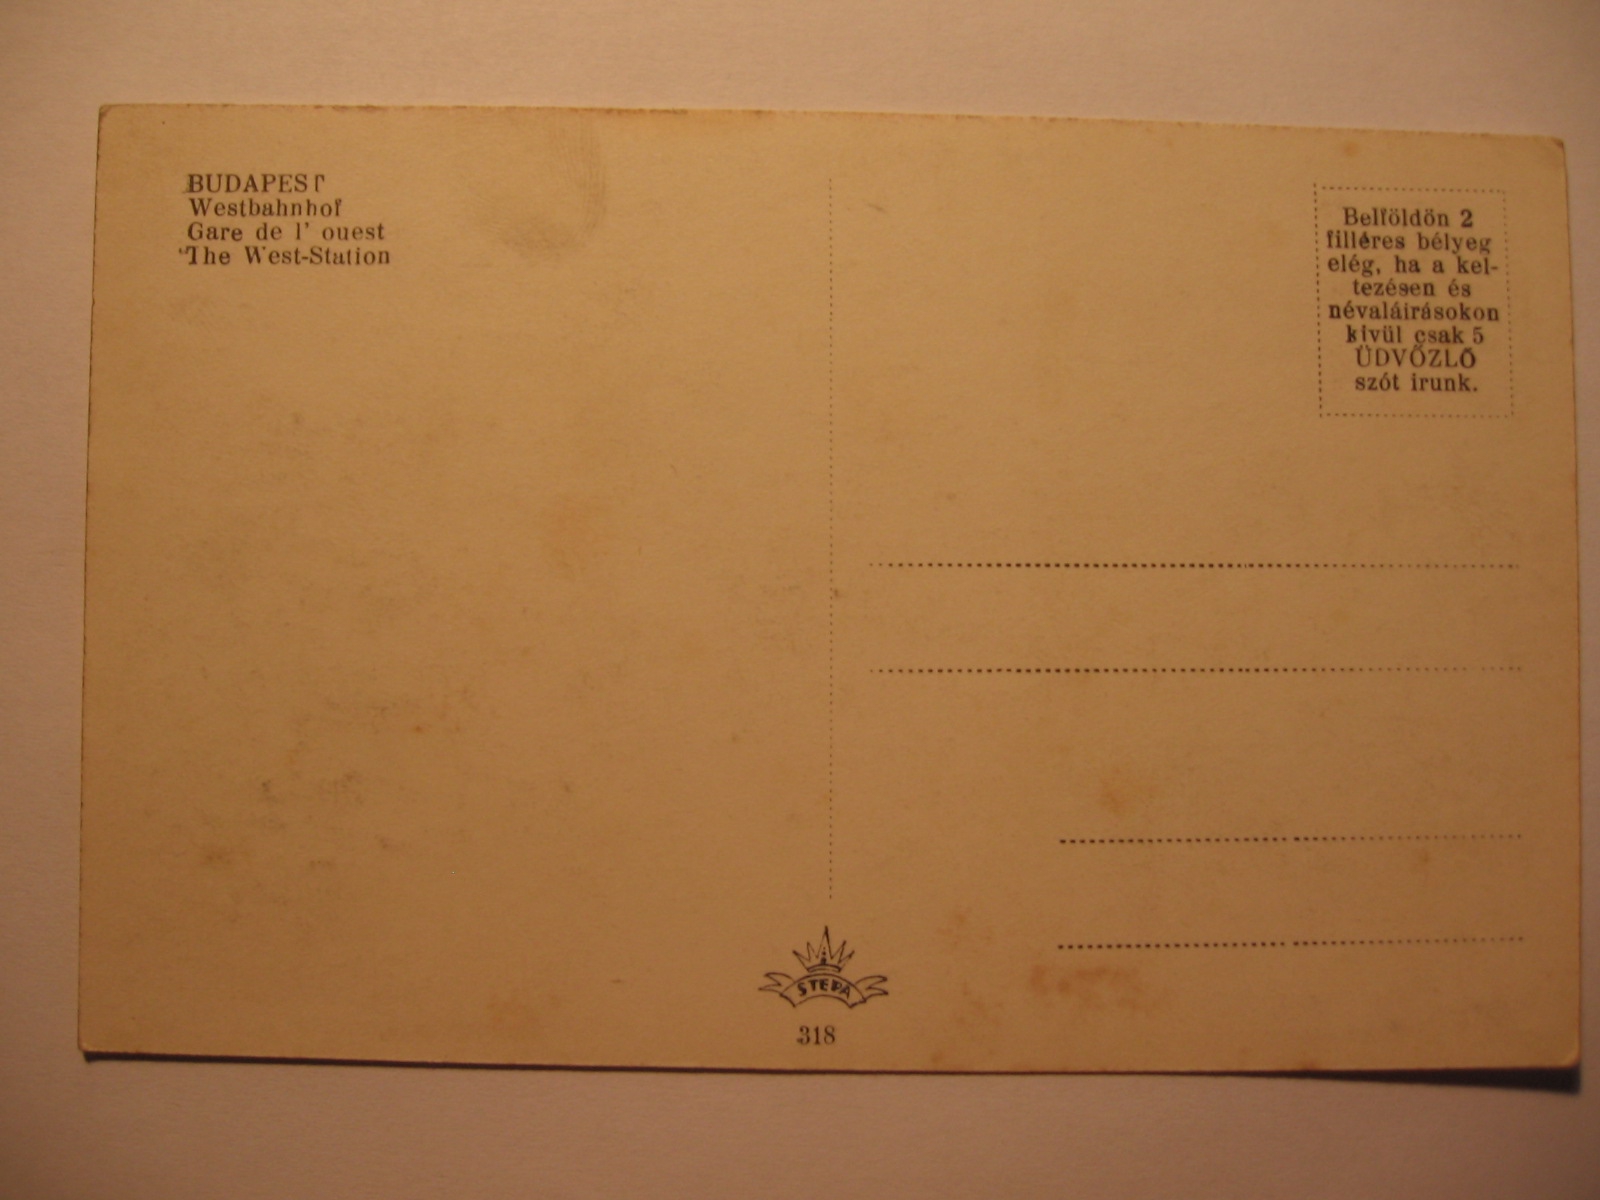 BUDAPEST
Westbahnhof
Gare de l' ouest
The West-Station
Belföldön 2
filléres bélyeg
elég, ha a kel-
tezésen és
névaláirásokon
kivül csak 5
ÜDVÖZLŐ
szót irunk.
STEPA
318